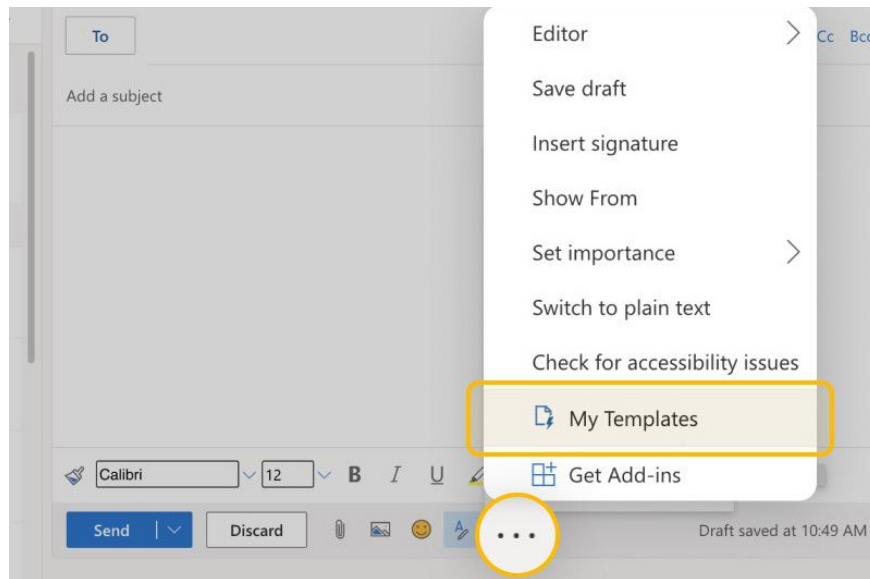 To
Cc Bcc
Add a subject
Editor
Save draft
Insert signature
Show From
Set importance
Switch to plain text
Check for accessibility issues
My Templates
Get Add-ins
Calibri 12 B I U
Send Discard ... Draft saved at 10:49 AM